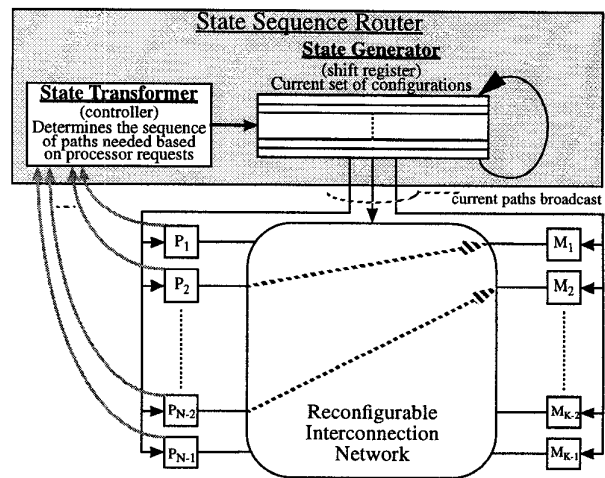 State Sequence Router
State Generator
(shift register)
Current set of configurations
State Transformer
(controller)
Determines the sequence
of paths needed based
on processor requests
current paths broadcast
P1
M1
P2
M2
PN-2
MK-2
PN-1
MK-1
Reconfigurable
Interconnection
Network